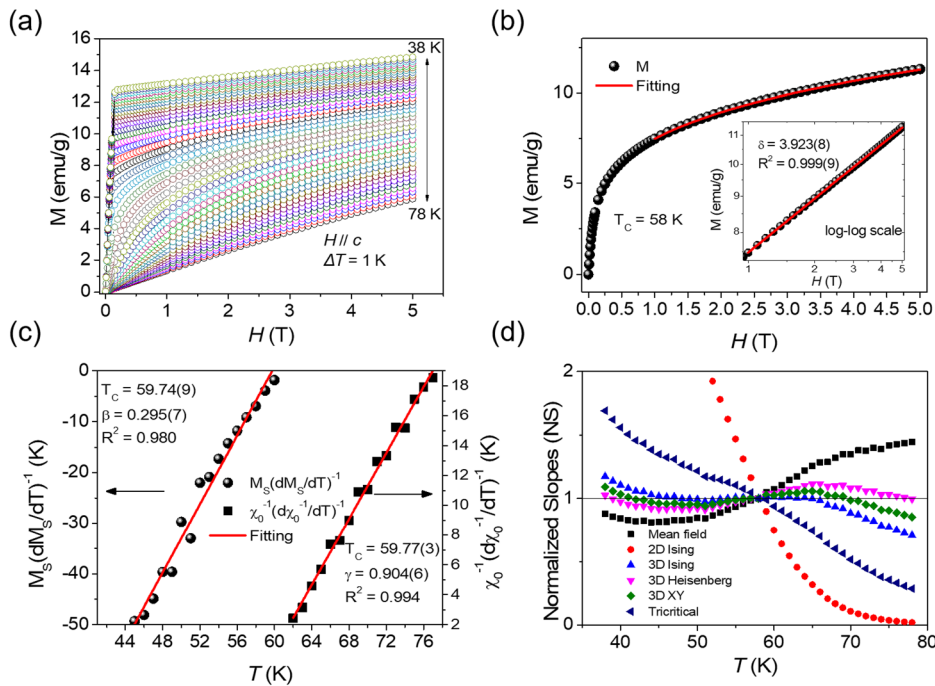 (a)
16
14
12
10
8
6
4
2
0
M (emu/g)
38 K
78 K
H// c
ΔT = 1 K
0
1
2
3
4
5
H (T)
(b)
10
5
0
M (emu/g)
M
Fitting
T_C = 58 K
δ = 3.923(8)
R² = 0.999(9)
log-log scale
11
10
9
8
M (emu/g)
1
2
3
4
5
H (T)
0.0 0.5 1.0 1.5 2.0 2.5 3.0 3.5 4.0 4.5 5.0
H (T)
(c)
0
-10
-20
-30
-40
-50
M_S(dM_S/dT)⁻¹ (K)
T_C = 59.74(9)
β = 0.295(7)
R² = 0.980
M_S(dM_S/dT)⁻¹
χ₀⁻¹(dχ₀⁻¹/dT)⁻¹
Fitting
T_C = 59.77(3)
γ = 0.904(6)
R² = 0.994
18
16
14
12
10
8
6
4
2
χ₀⁻¹(dχ₀⁻¹/dT)⁻¹ (K)
44 48 52 56 60 64 68 72 76
T (K)
(d)
2
1
0
Normalized Slopes (NS)
Mean field
2D Ising
3D Ising
3D Heisenberg
3D XY
Tricritical
40
50
60
70
80
T (K)